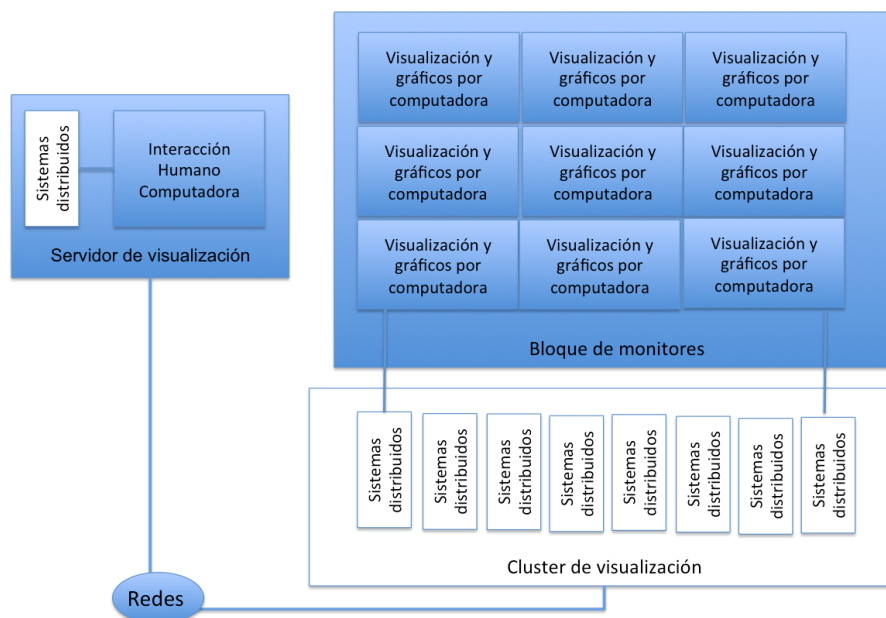 Sistemas
distribuidos
Interacción
Humano
Computadora
Servidor de visualización
Visualización y
gráficos por
computadora
Visualización y
gráficos por
computadora
Visualización y
gráficos por
computadora
Visualización y
gráficos por
computadora
Visualización y
gráficos por
computadora
Visualización y
gráficos por
computadora
Visualización y
gráficos por
computadora
Visualización y
gráficos por
computadora
Visualización y
gráficos por
computadora
Bloque de monitores
Sistemas
distribuidos
Sistemas
distribuidos
Sistemas
distribuidos
Sistemas
distribuidos
Sistemas
distribuidos
Sistemas
distribuidos
Sistemas
distribuidos
Sistemas
distribuidos
Cluster de visualización
Redes